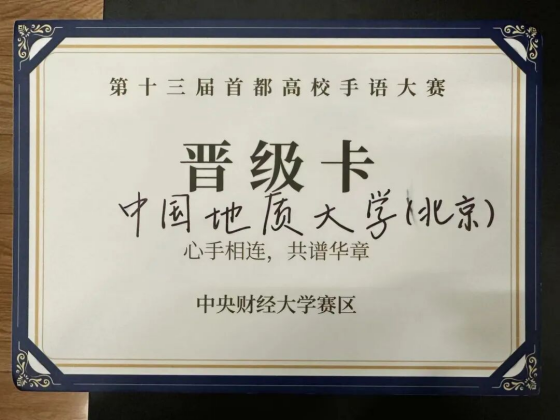 第十三届首都高校手语大赛
晋级卡
中国地质大学(北京)
心手相连，共谱华章
中央财经大学赛区